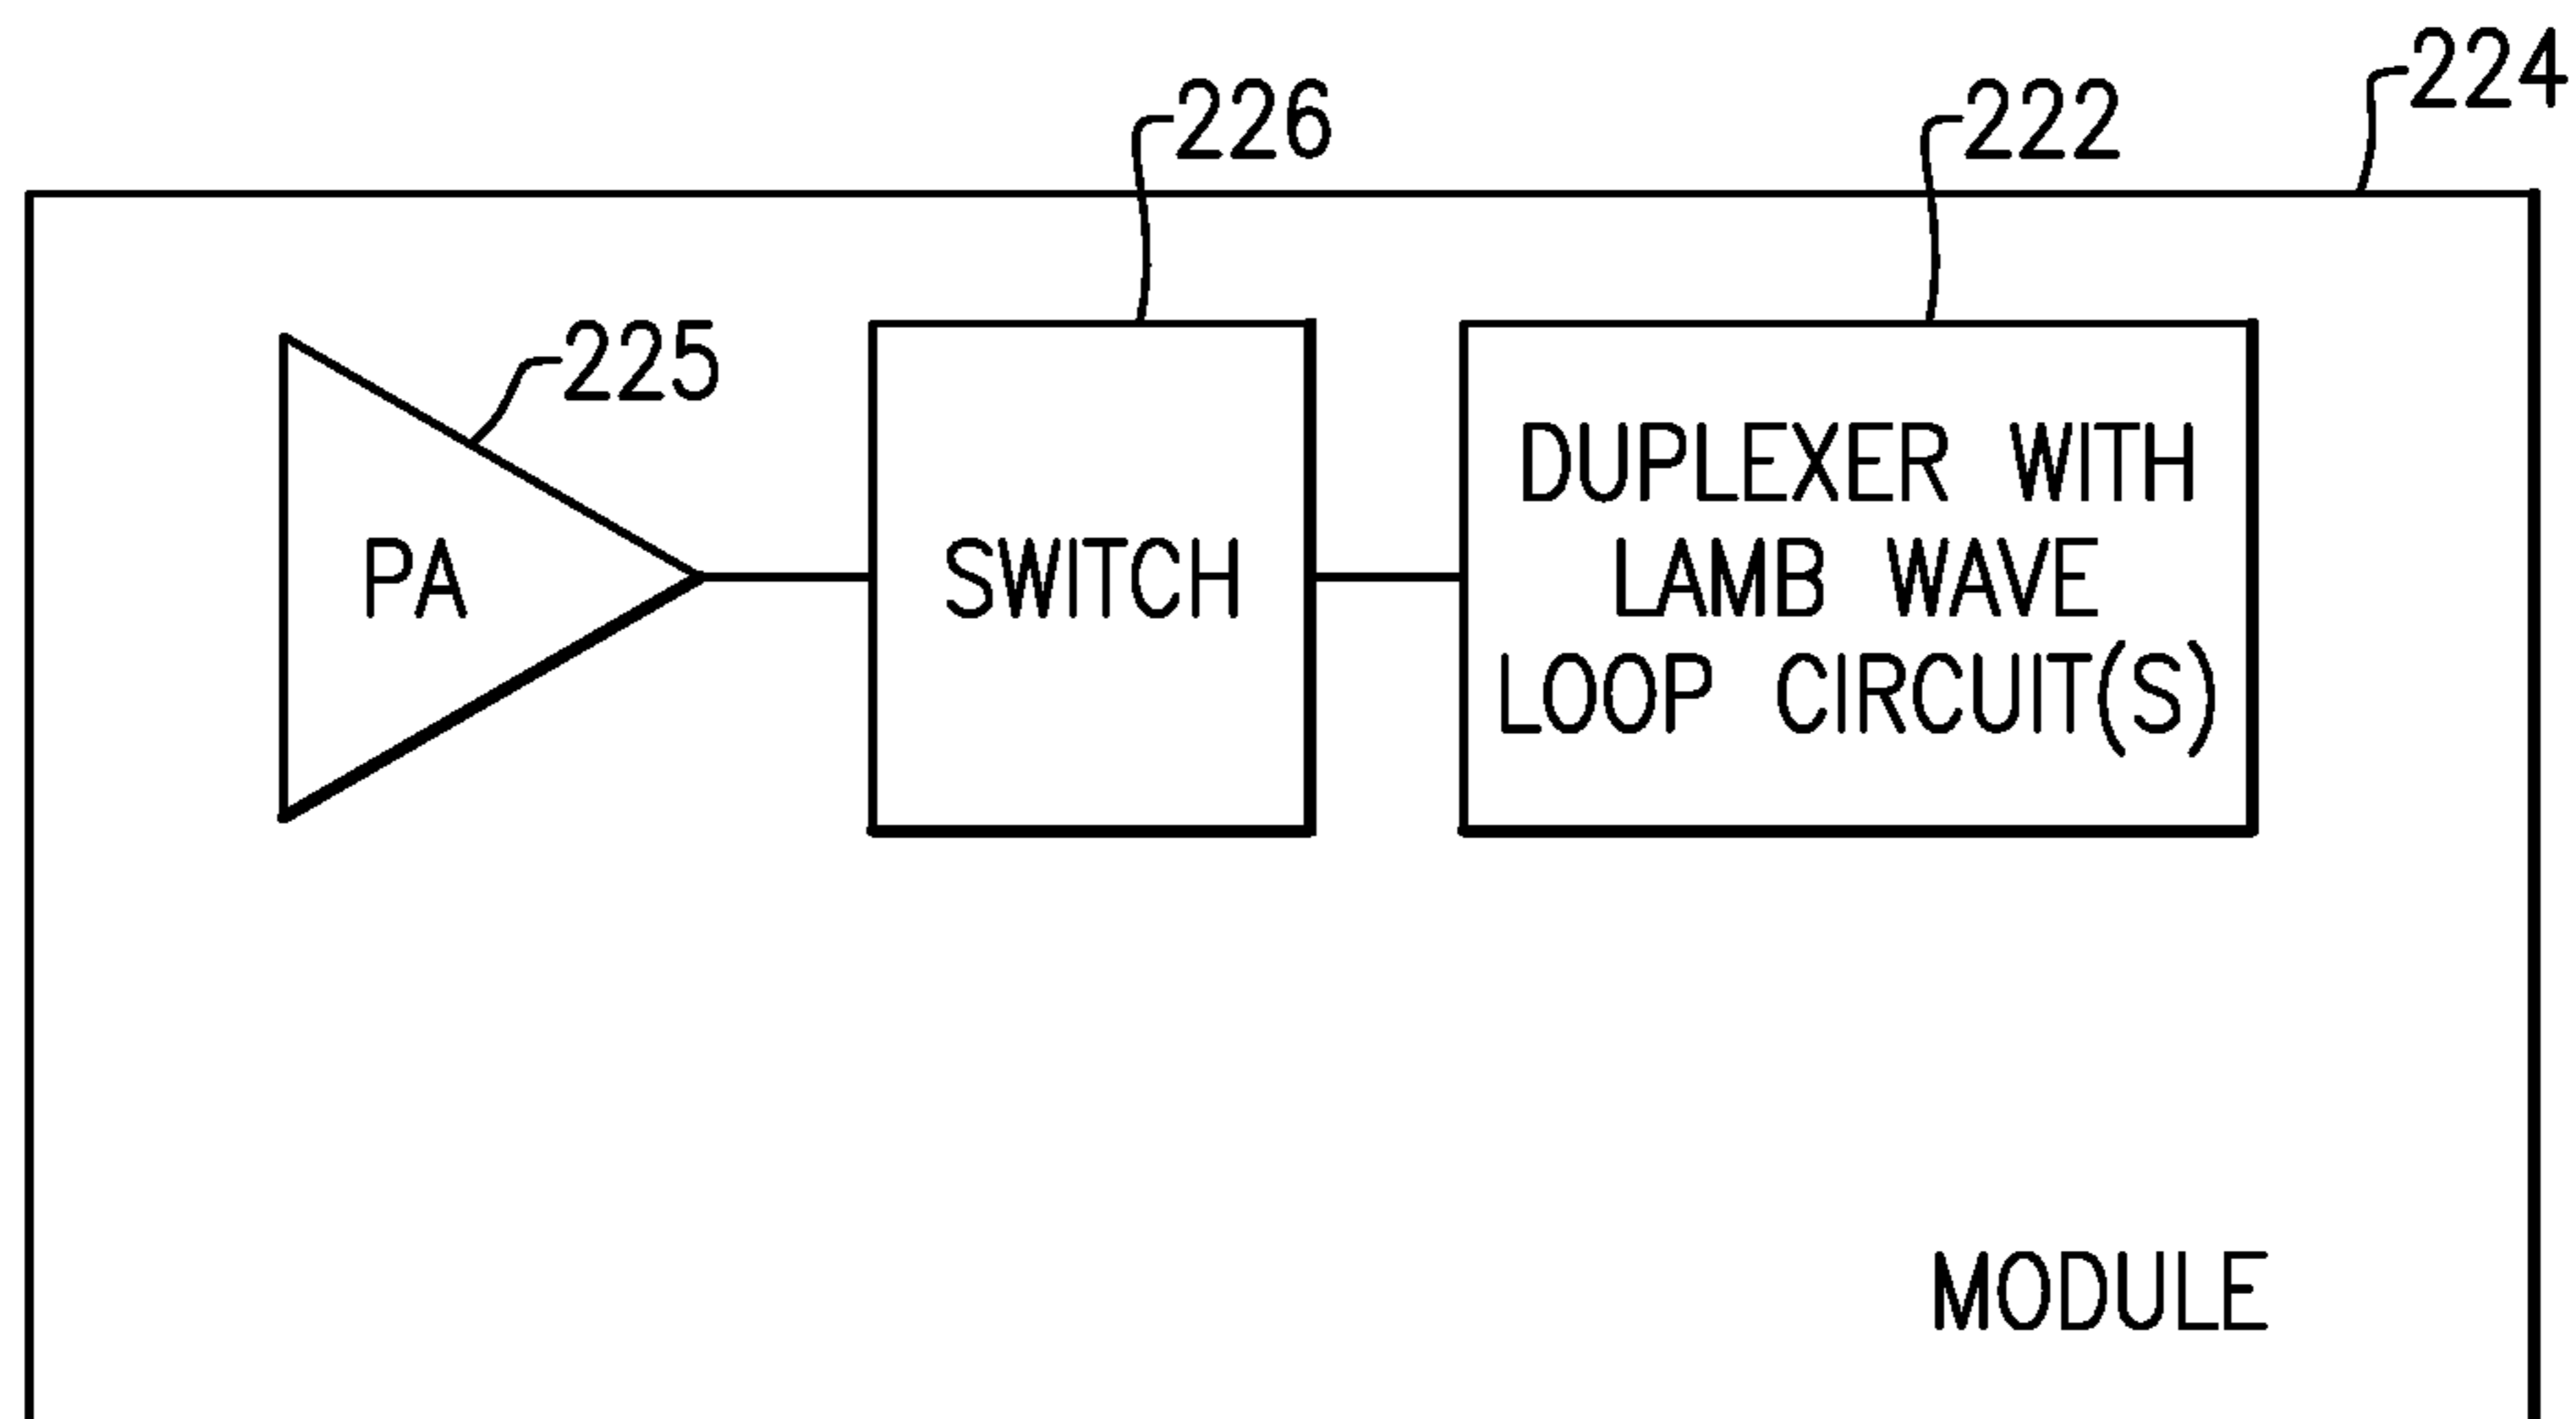 224
226
222
225
PA
SWITCH
DUPLEXER WITH
LAMB WAVE
LOOP CIRCUIT(S)
MODULE